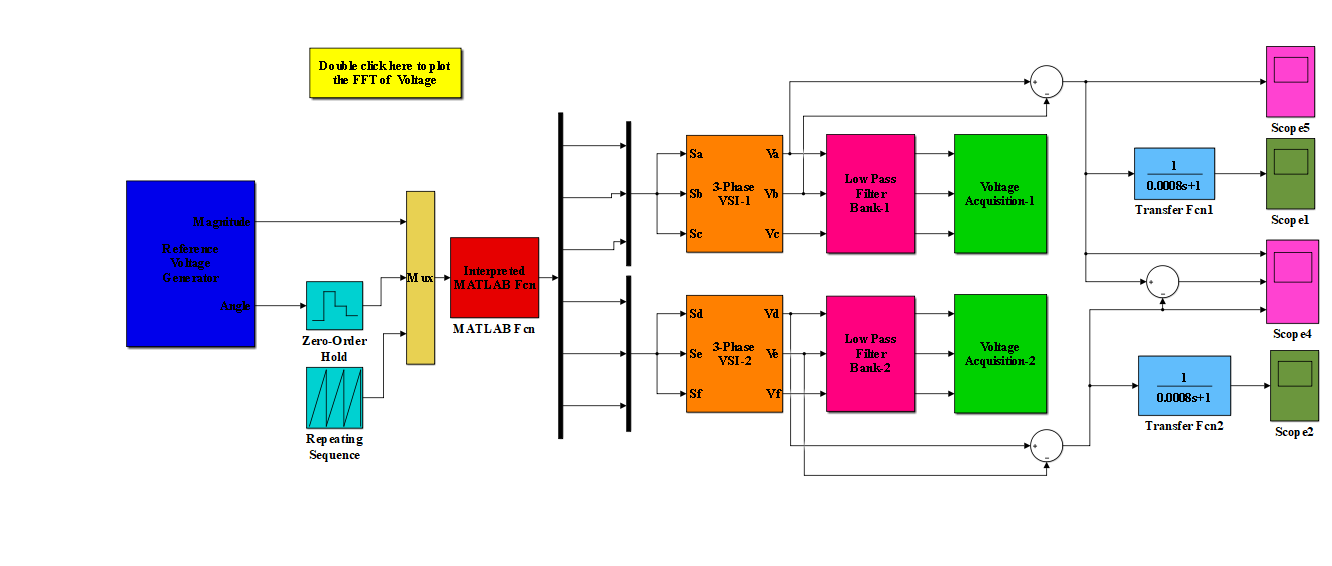 Double click here to plot
the FFT of Voltage
Magnitude
Reference
Voltage
Generator
Angle
Zero-Order
Hold
Repeating
Sequence
Mux
Interpreted
MATLAB Fcn
MATLAB Fcn
Sa
Sb
Sc
3-Phase
VSI-1
Va
Vb
Vc
Low Pass
Filter
Bank-1
Voltage
Acquisition-1
Sd
Se
Sf
3-Phase
VSI-2
Vd
Ve
Vf
Low Pass
Filter
Bank-2
Voltage
Acquisition-2
+
−
Scope5
1
0.0008s+1
Transfer Fcn1
Scope1
+
−
Scope4
1
0.0008s+1
Transfer Fcn2
Scope2
+
−